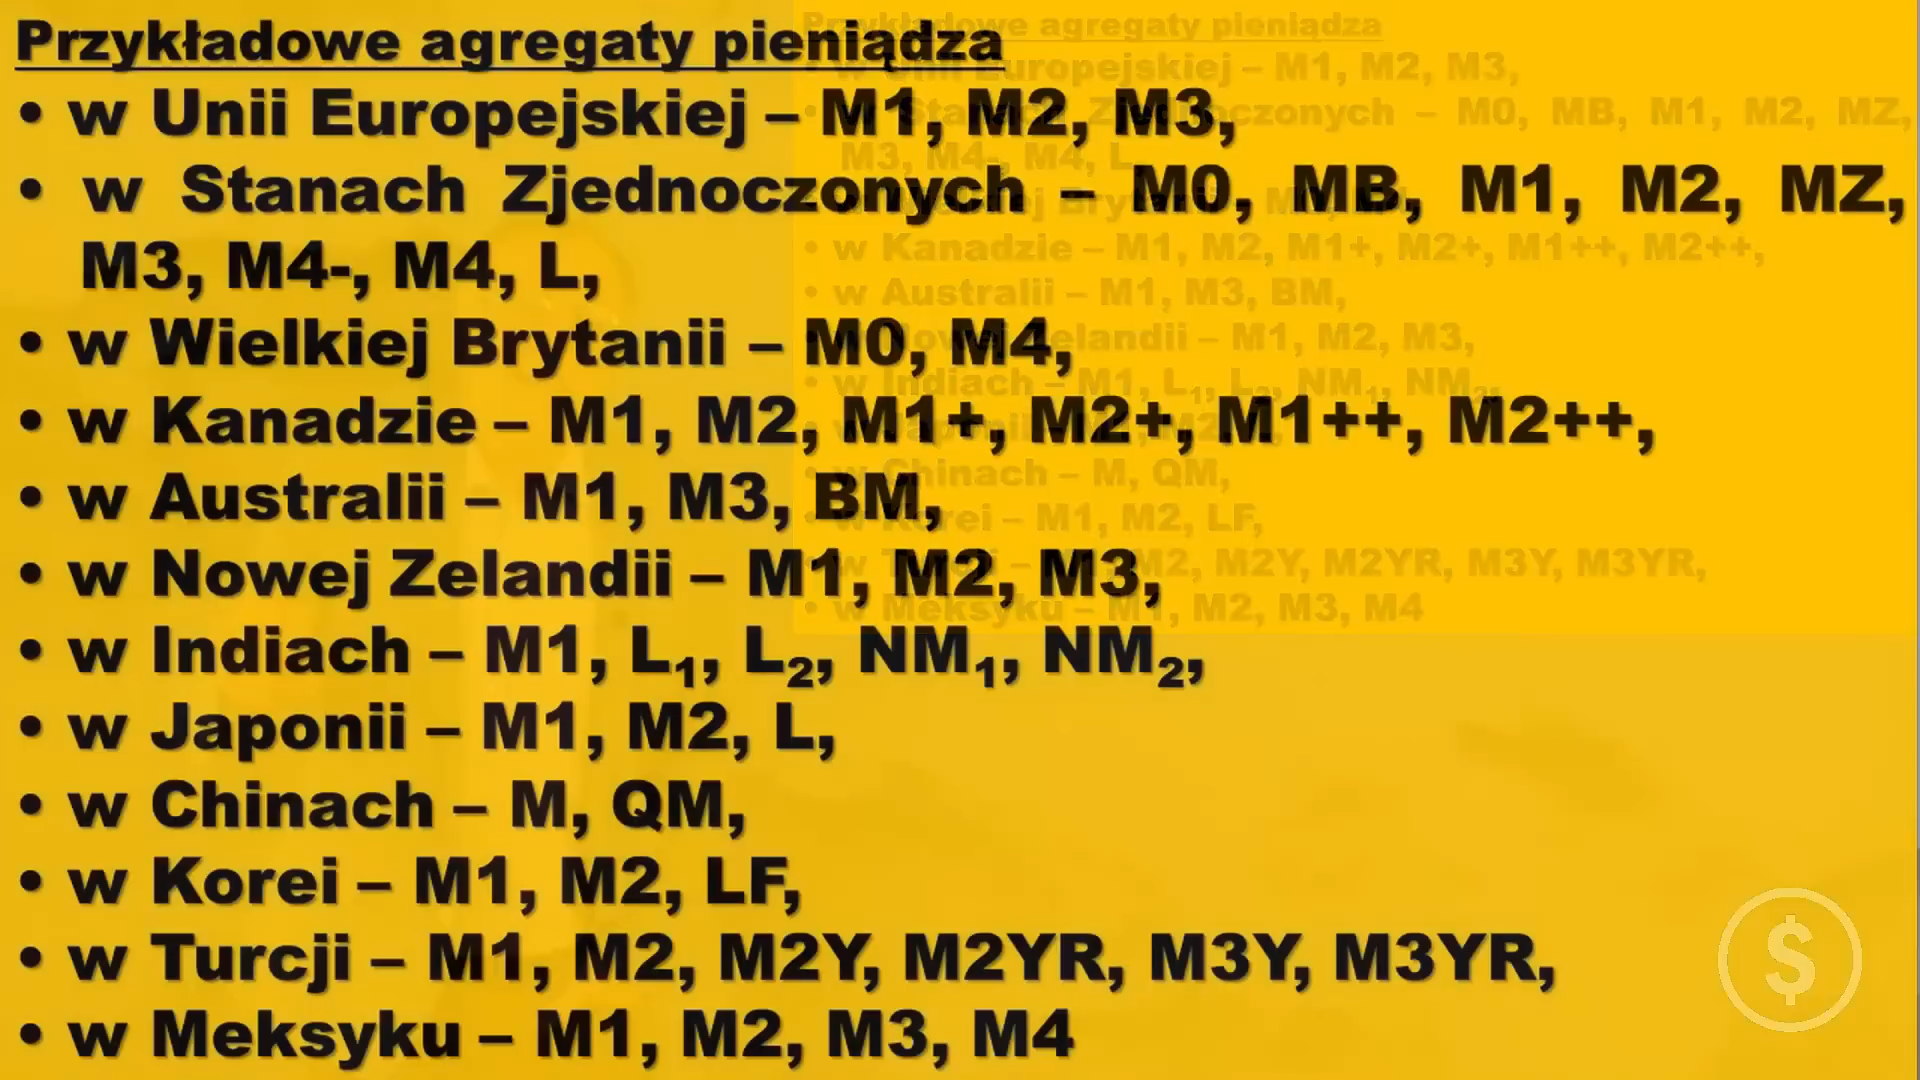 Przykładowe agregaty pieniądza
• w Unii Europejskiej – M1, M2, M3,
• w Stanach Zjednoczonych – M0, MB, M1, M2, MZ,
M3, M4-, M4, L,
• w Wielkiej Brytanii – M0, M4,
• w Kanadzie – M1, M2, M1+, M2+, M1++, M2++,
• w Australii – M1, M3, BM,
• w Nowej Zelandii – M1, M2, M3,
• w Indiach – M1, L₁, L₂, NM₁, NM₂,
• w Japonii – M1, M2, L,
• w Chinach – M, QM,
• w Korei – M1, M2, LF,
• w Turcji – M1, M2, M2Y, M2YR, M3Y, M3YR,
• w Meksyku – M1, M2, M3, M4